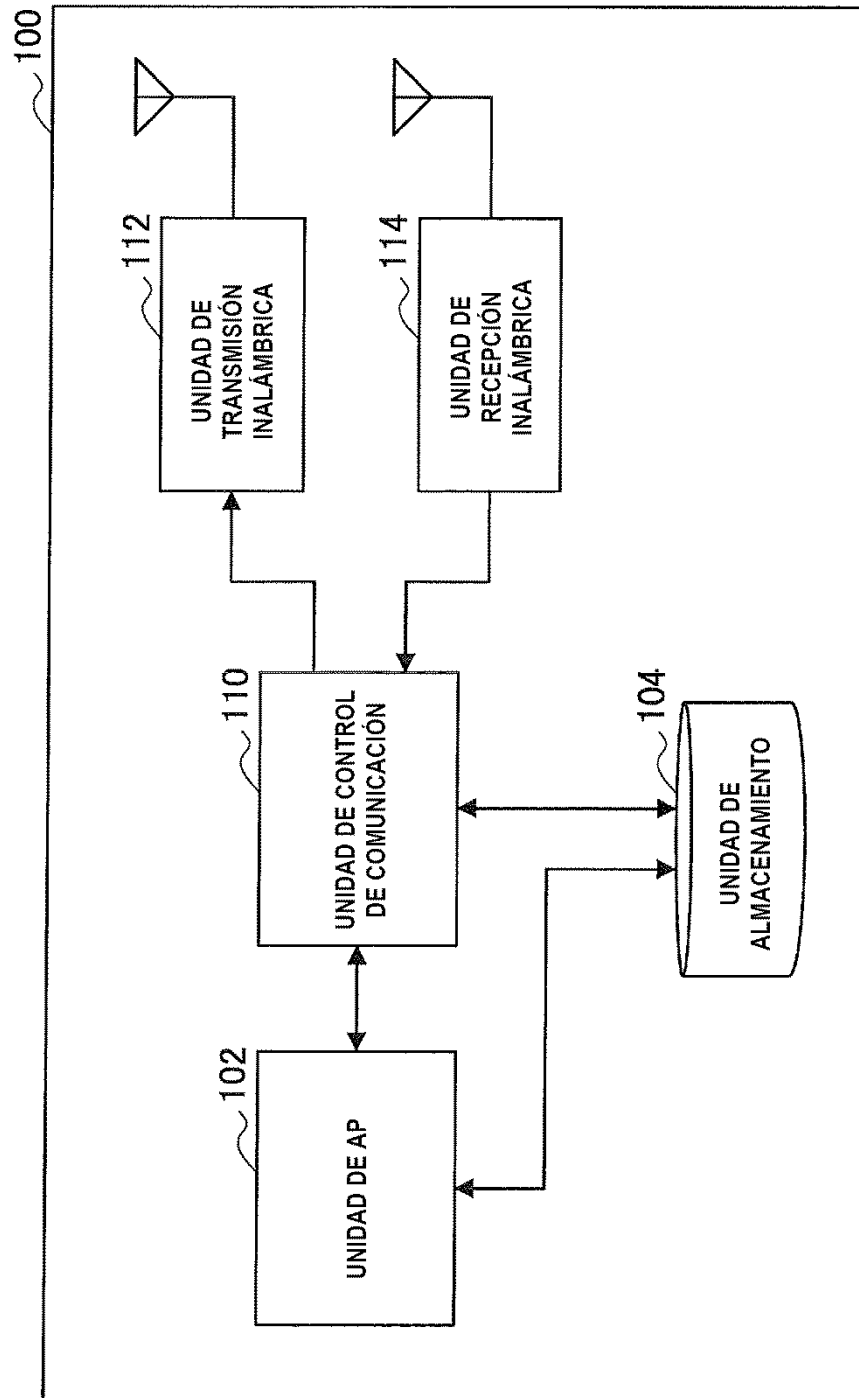 100
102
UNIDAD DE AP
110
UNIDAD DE CONTROL
DE COMUNICACIÓN
112
UNIDAD DE
TRANSMISIÓN
INALÁMBRICA
114
UNIDAD DE
RECEPCIÓN
INALÁMBRICA
104
UNIDAD DE
ALMACENAMIENTO